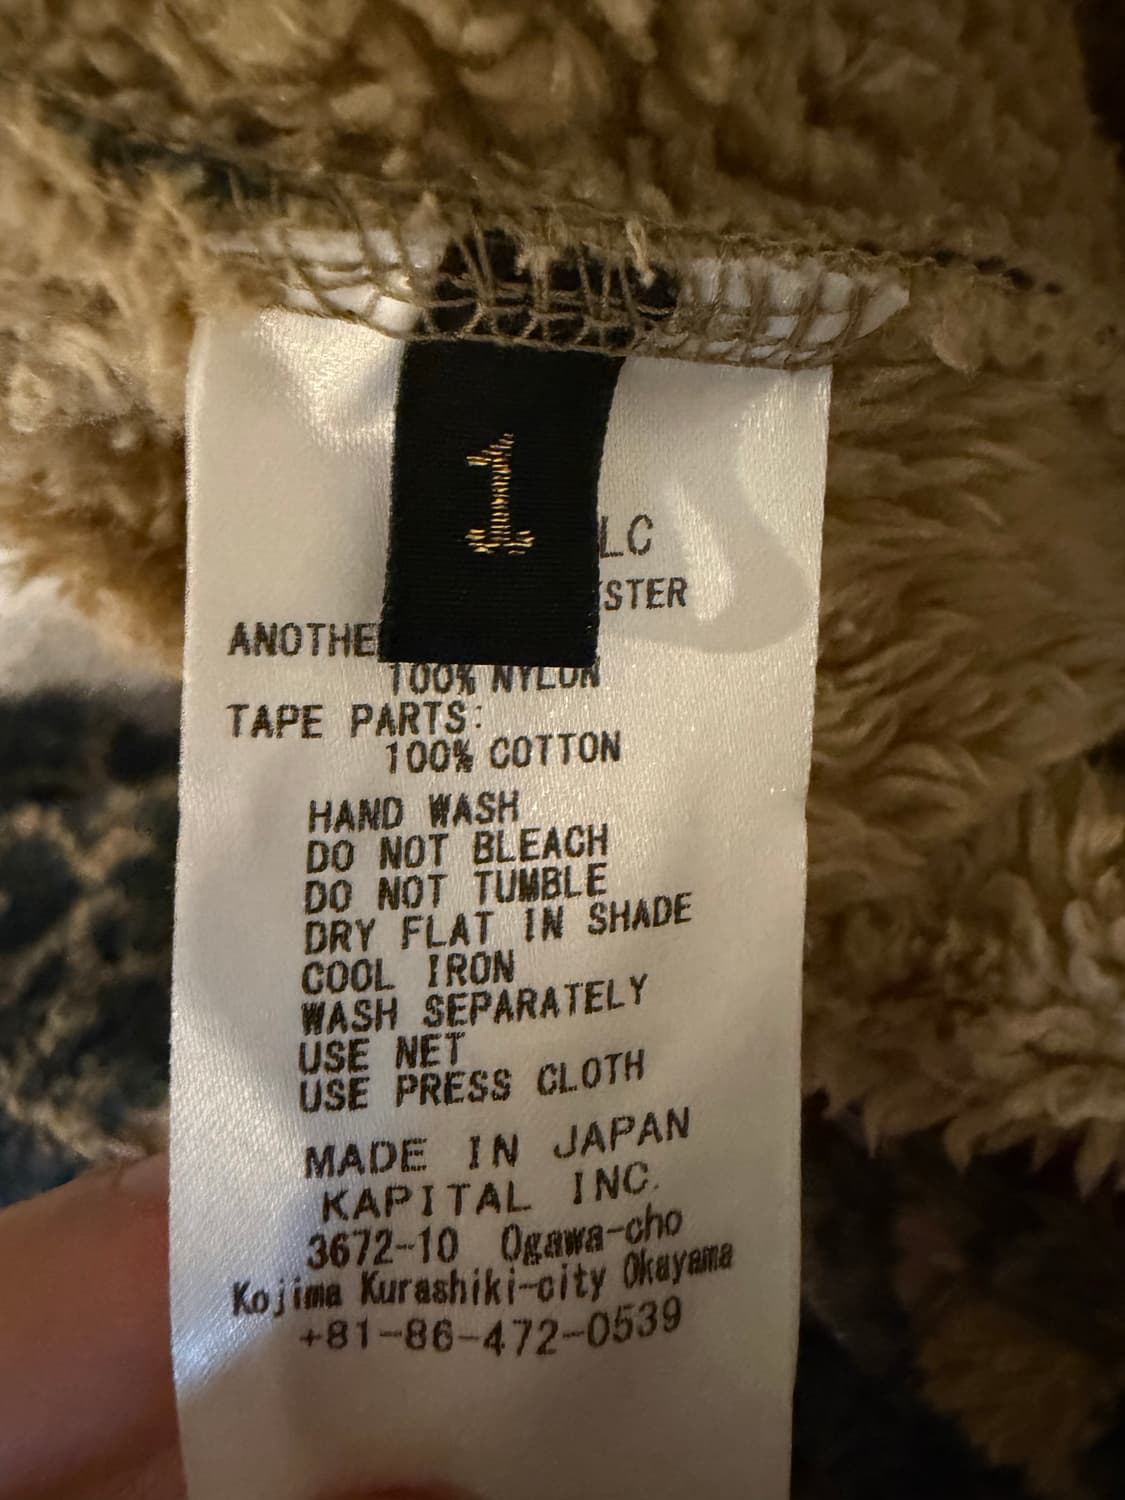 1
LC
STER
ANOTHE
100% NYLON
TAPE PARTS:
100% COTTON
HAND WASH
DO NOT BLEACH
DO NOT TUMBLE
DRY FLAT IN SHADE
COOL IRON
WASH SEPARATELY
USE NET
USE PRESS CLOTH
MADE IN JAPAN
KAPITAL INC.
3672-10 Ogawa-cho
Kojima Kurashiki-city Okayama
+81-86-472-0539